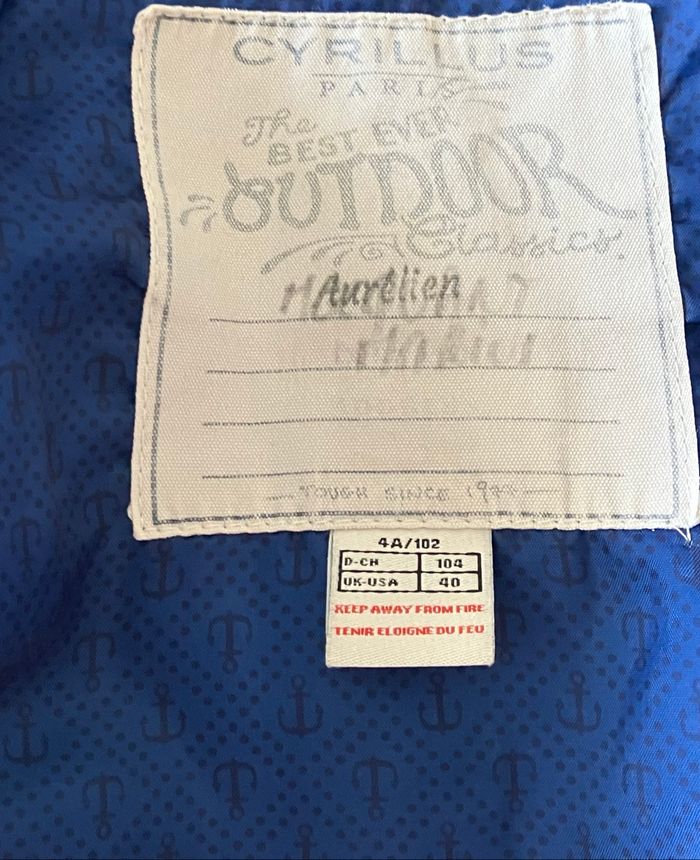 CYRILLUS
PARIS
The
BEST EVER
OUTDOOR
Classics.
Aurélien
TOUGH SINCE 1977
4A/102
D-CH 104
UK-USA 40
KEEP AWAY FROM FIRE
TENIR ELOIGNE DU FEU